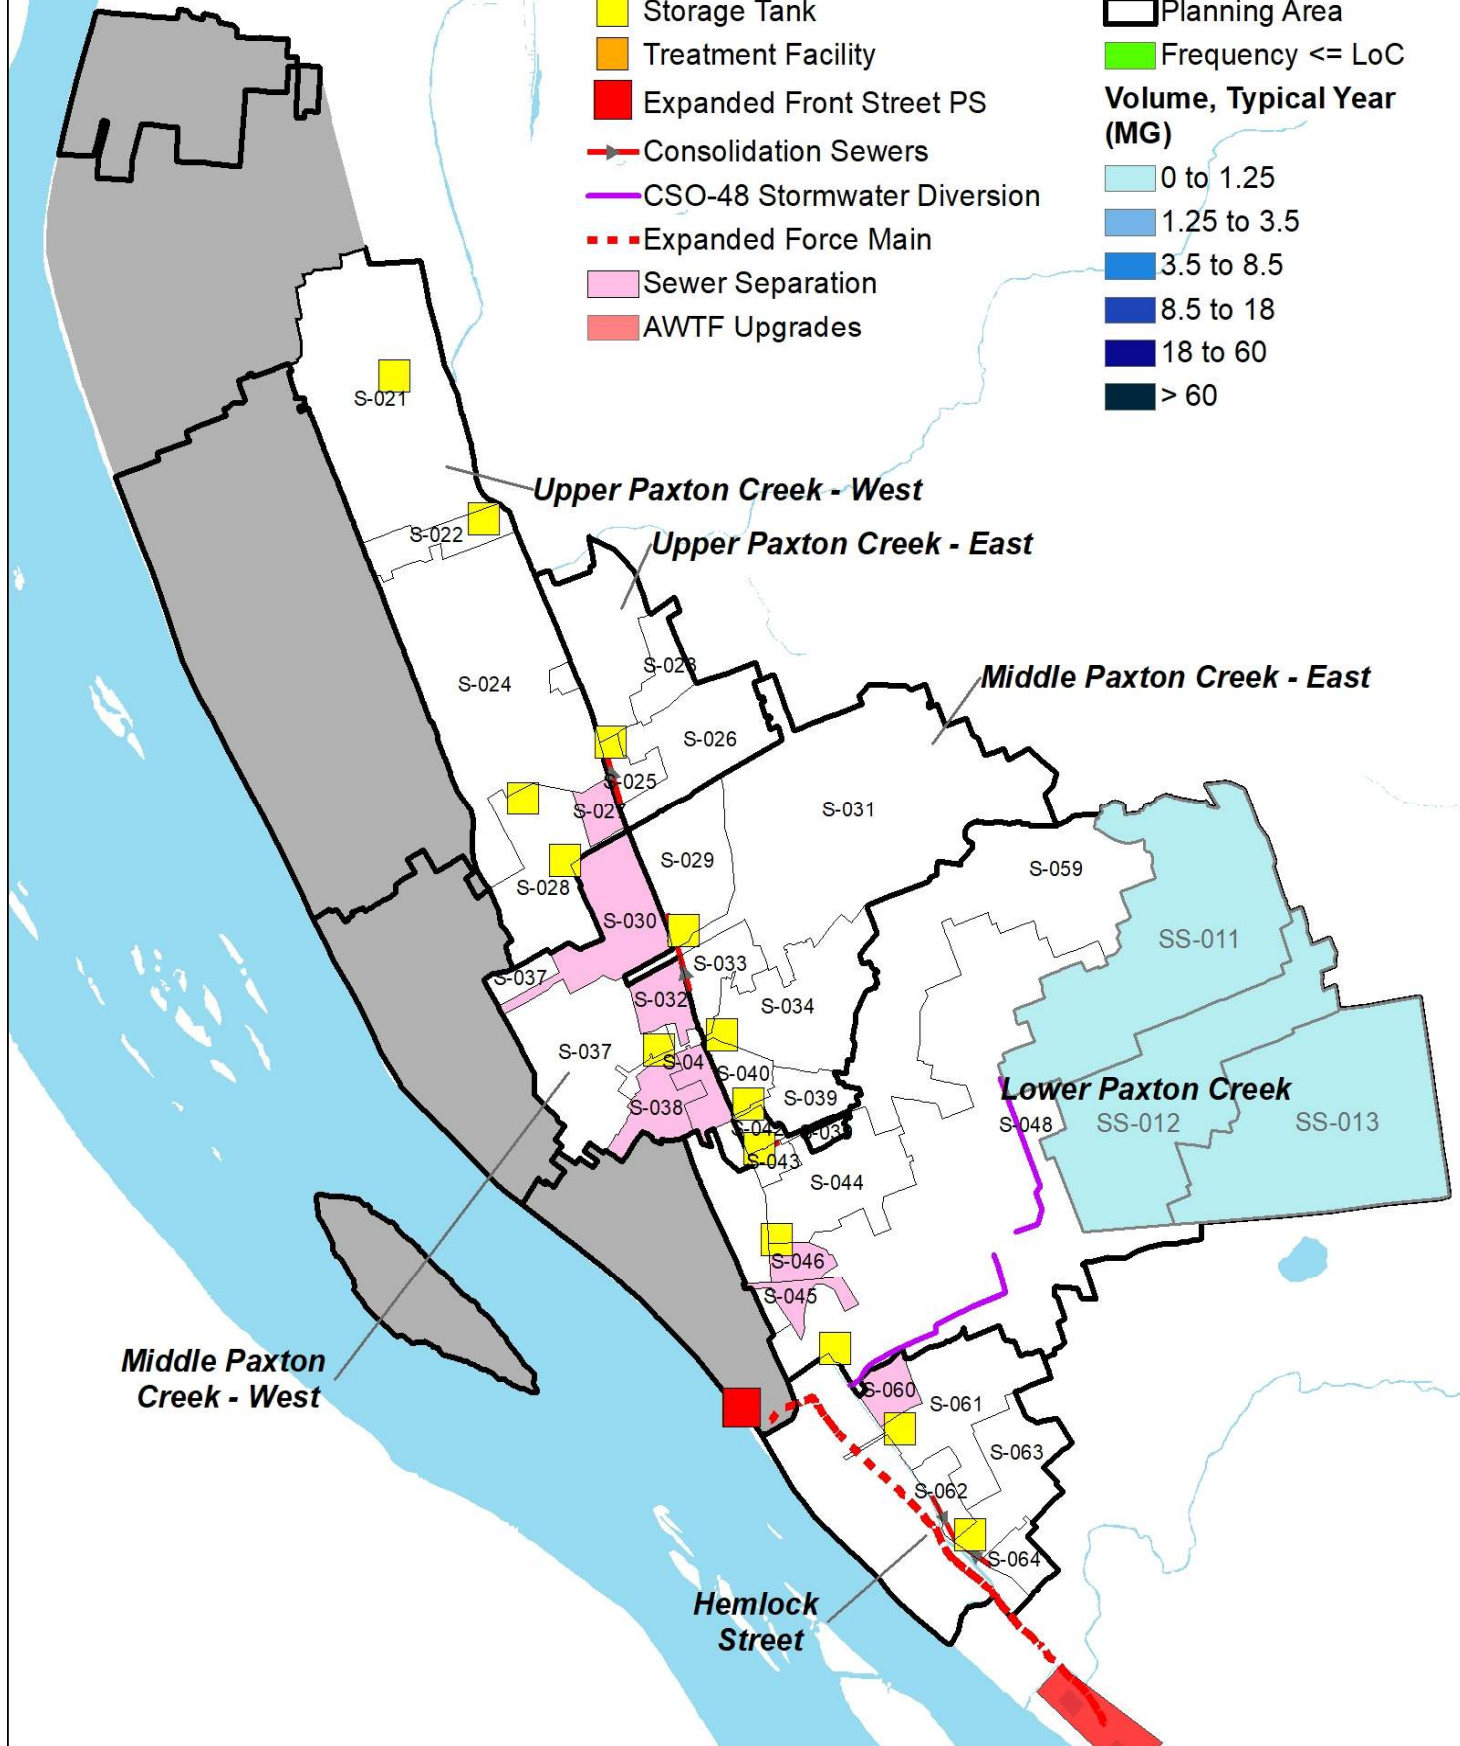 Storage Tank
Treatment Facility
Expanded Front Street PS
Consolidation Sewers
CSO-48 Stormwater Diversion
Expanded Force Main
Sewer Separation
AWTF Upgrades
Planning Area
Frequency <= LoC
Volume, Typical Year
(MG)
0 to 1.25
1.25 to 3.5
3.5 to 8.5
8.5 to 18
18 to 60
> 60
S-021
Upper Paxton Creek - West
S-022
Upper Paxton Creek - East
S-023
Middle Paxton Creek - East
S-024
S-026
S-025
S-027
S-031
S-029
S-059
S-028
S-030
SS-011
S-033
S-037
S-032
S-034
S-037
S-04
S-040
S-039
Lower Paxton Creek
S-038
S-048
SS-012
SS-013
S-042
S-043
S-044
S-046
S-045
Middle Paxton
Creek - West
S-060
S-061
S-063
S-062
S-064
Hemlock
Street